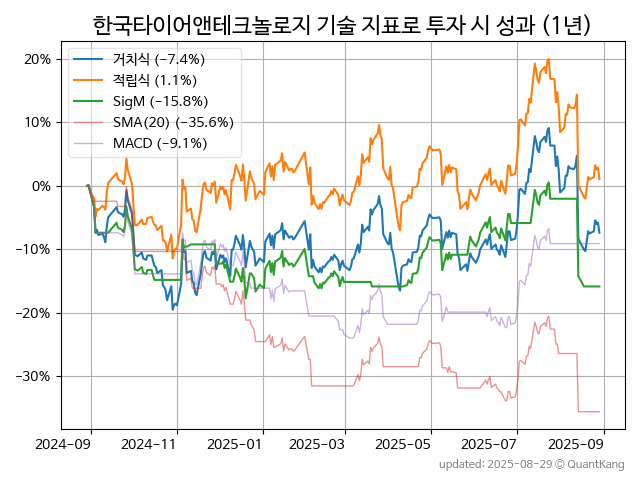 한국타이어앤테크놀로지 기술 지표로 투자 시 성과 (1년)
거치식 (−7.4%)
적립식 (1.1%)
SigM (−15.8%)
SMA(20) (−35.6%)
MACD (−9.1%)
20%
10%
0%
−10%
−20%
−30%
2024-09
2024-11
2025-01
2025-03
2025-05
2025-07
2025-09
updated: 2025-08-29 © QuantKang